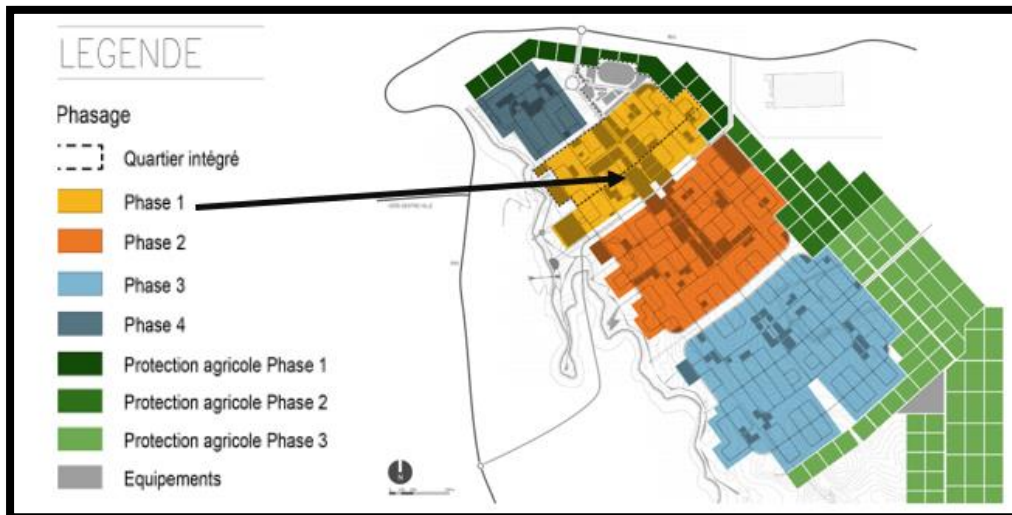 LEGENDE
Phasage
Quartier intégré
Phase 1
Phase 2
Phase 3
Phase 4
Protection agricole Phase 1
Protection agricole Phase 2
Protection agricole Phase 3
Equipements
N